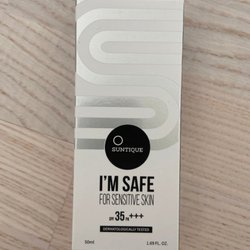 SUNTIQUE
I'M SAFE
FOR SENSITIVE SKIN
SPF 35 PA +++
DERMATOLOGICALLY TESTED
50ml 1.69 FL. OZ.